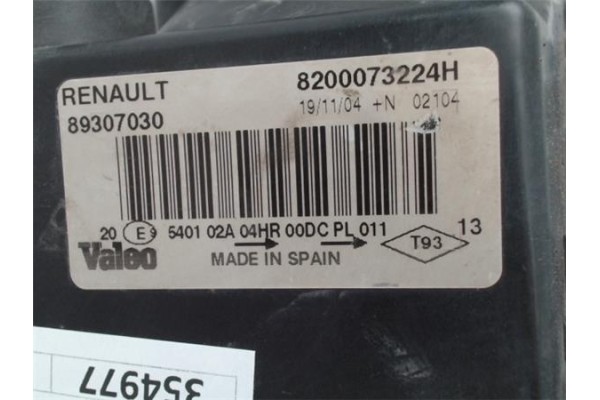 RENAULT 8200073224H
89307030 19/11/04 +N 02104
20 E9 5401 02A 04HR 00DC PL 011 T93 13
Valeo MADE IN SPAIN
354977